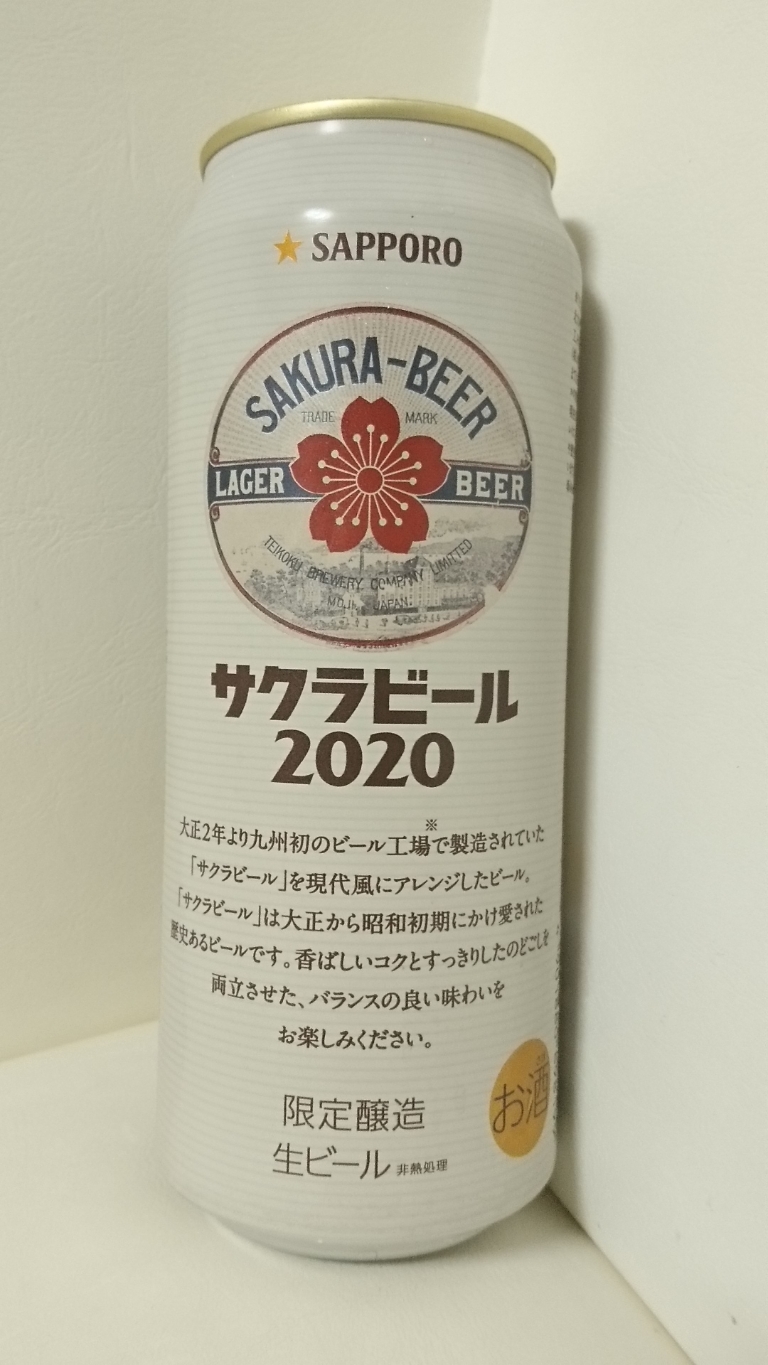 SAPPORO
SAKURA-BEER
TRADE MARK
LAGER BEER
TEIKOKU BREWERY COMPANY LIMITED
MOJI, JAPAN.
サクラビール
2020
※
大正2年より九州初のビール工場で製造されていた
「サクラビール」を現代風にアレンジしたビール。
「サクラビール」は大正から昭和初期にかけ愛された
歴史あるビールです。香ばしいコクとすっきりしたのどごしを
両立させた、バランスの良い味わいを
お楽しみください。
お酒
限定醸造
生ビール 非熱処理